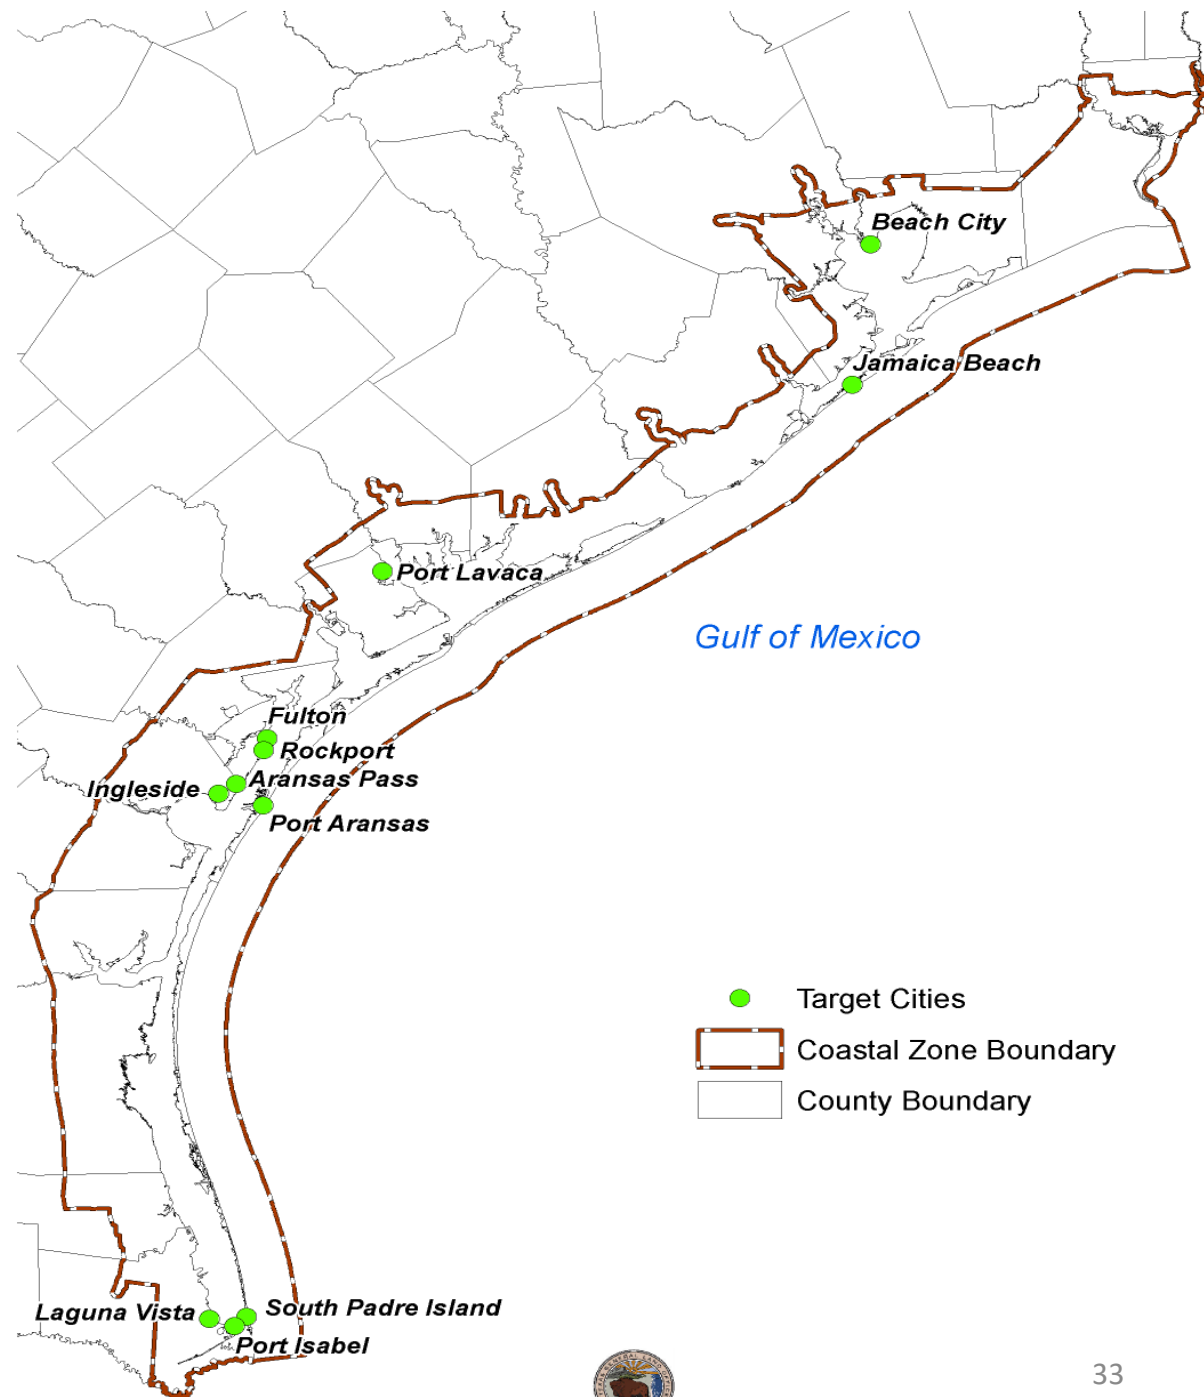 Beach City
Jamaica Beach
Port Lavaca
Gulf of Mexico
Fulton
Rockport
Aransas Pass
Ingleside
Port Aransas
Target Cities
Coastal Zone Boundary
County Boundary
Laguna Vista
South Padre Island
Port Isabel
33